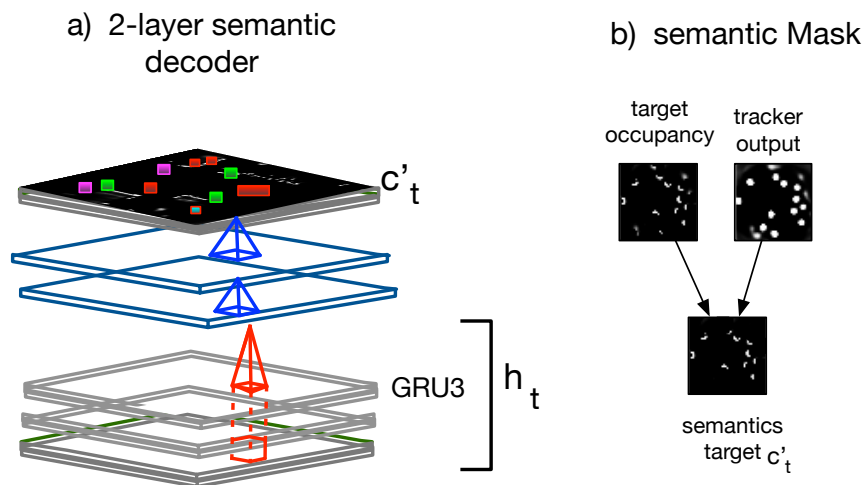 a) 2-layer semantic
decoder
c'_t
GRU3
h_t
b) semantic Mask
target
occupancy
tracker
output
semantics
target c'_t